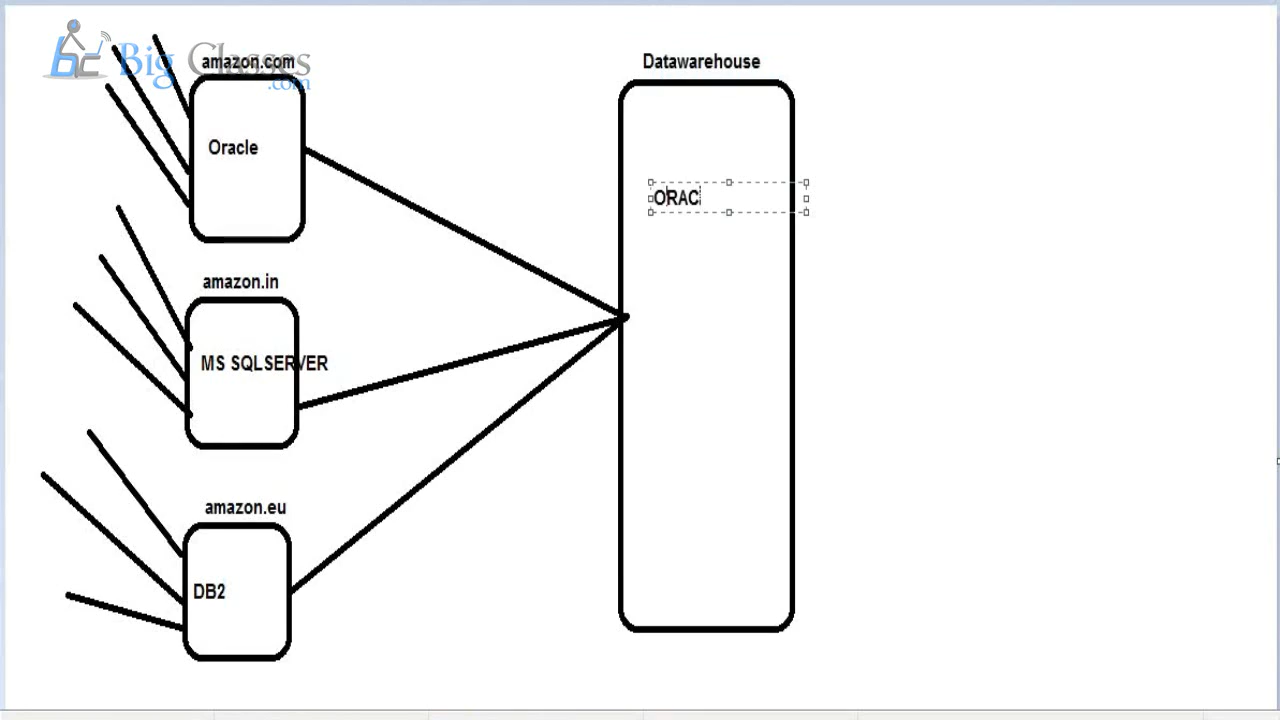 Big Classes
.com
amazon.com
Oracle
amazon.in
MS SQLSERVER
amazon.eu
DB2
Datawarehouse
ORAC